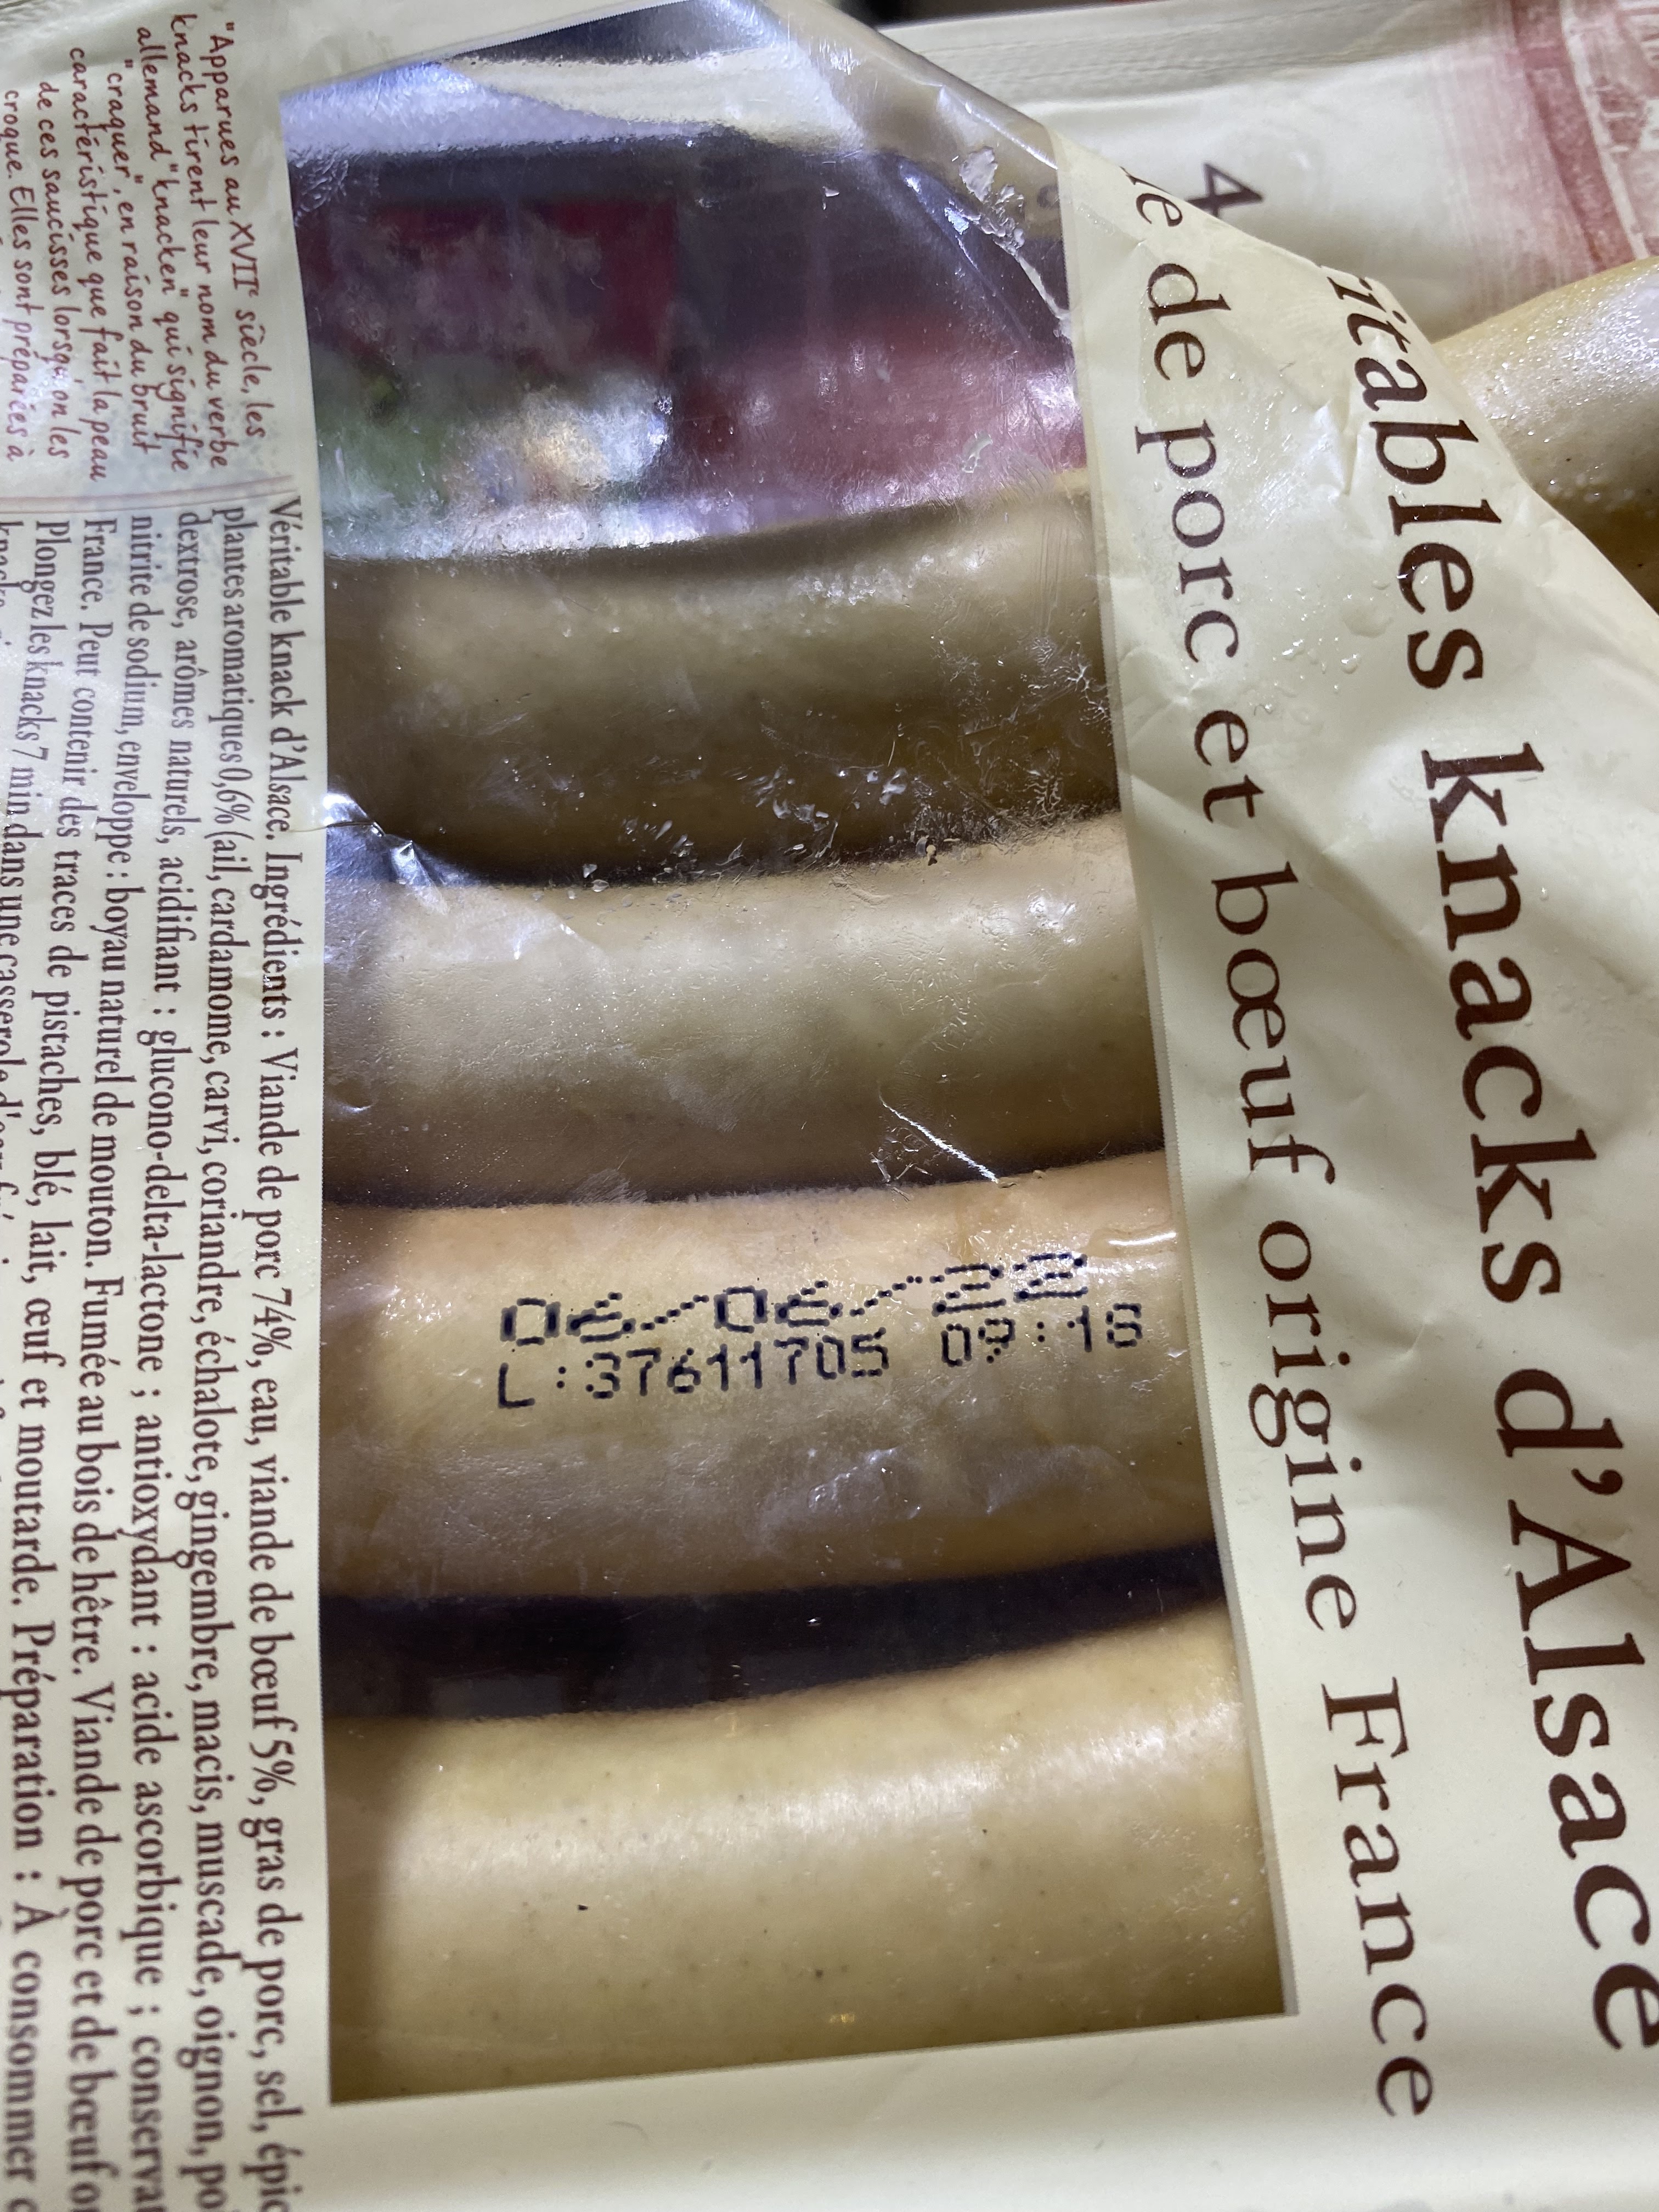 "Apparues au XVIIe siècle, les
knacks tirent leur nom du verbe
allemand "knacken" qui signifie
"craquer", en raison du bruit
caractéristique que fait la peau
de ces saucisses lorsqu'on les
croque. Elles sont préparées à
Véritable knack d'Alsace. Ingrédients : Viande de porc 74%, eau, viande de bœuf 5%, gras de porc, sel,
plantes aromatiques 0,6% (ail, cardamome, carvi, coriandre, échalote, gingembre, macis, muscade, oignon,
dextrose, arômes naturels, acidifiant : glucono-delta-lactone ; antioxydant : acide ascorbique ;
nitrite de sodium, enveloppe : boyau naturel de mouton. Fumée au bois de hêtre. Viande de porc et de bœuf
France. Peut contenir des traces de pistaches, blé, lait, œuf et moutarde. Préparation : À consommer
Plongez les knacks 7 min dans une casserole
06/06/22
L:37611705 09:18
4
itables knacks d'Alsace
de porc et bœuf origine France